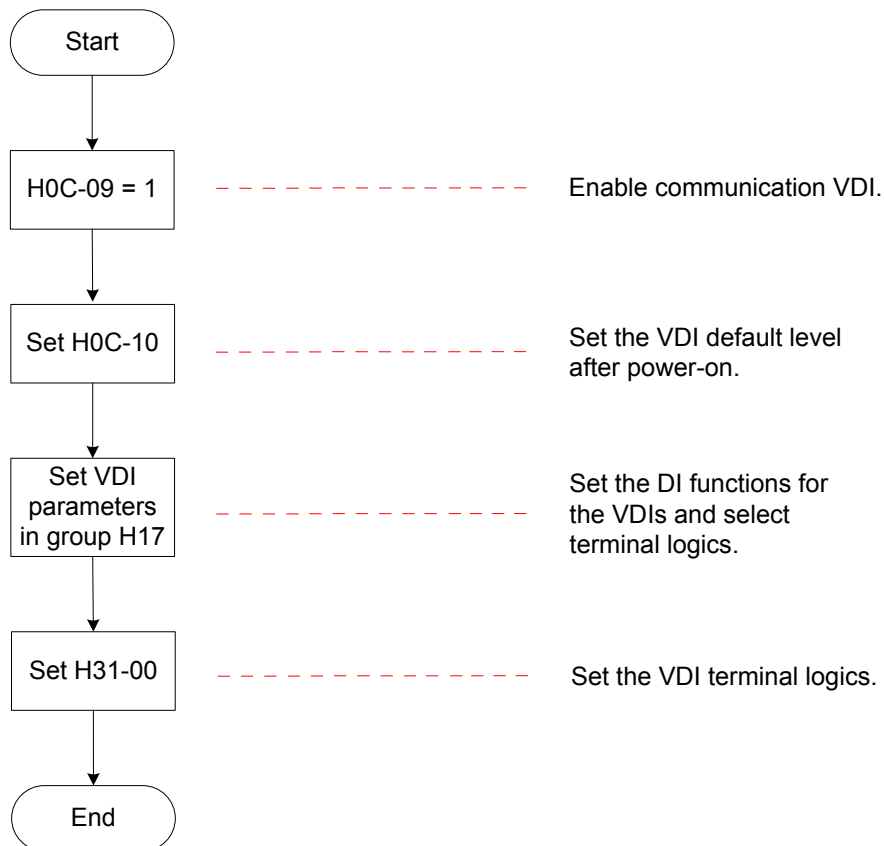 Start
H0C-09 = 1
Enable communication VDI.
Set H0C-10
Set the VDI default level
after power-on.
Set VDI
parameters
in group H17
Set the DI functions for
the VDIs and select
terminal logics.
Set H31-00
Set the VDI terminal logics.
End